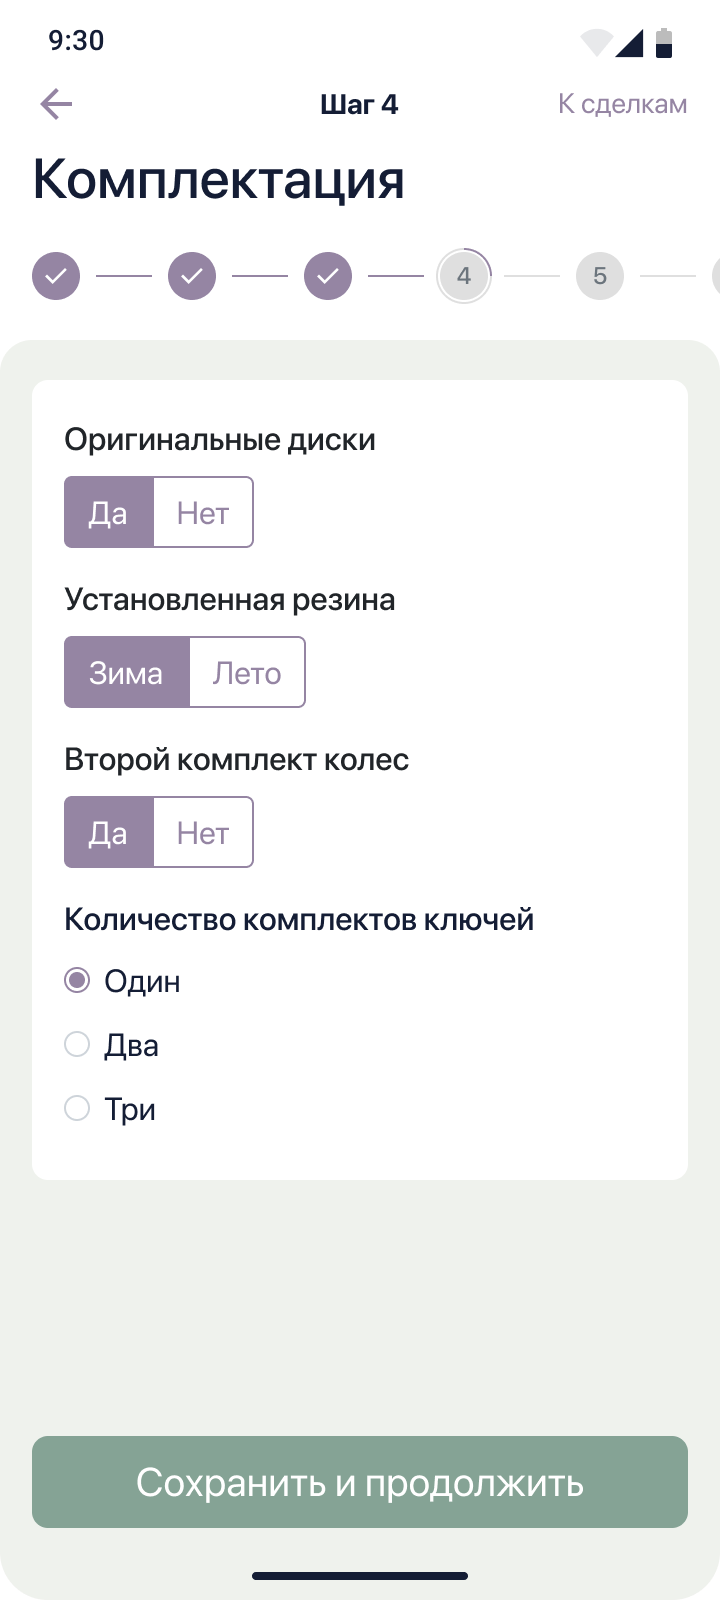 9:30
Шаг 4
К сделкам
Комплектация
4
5
Оригинальные диски
Да
Нет
Установленная резина
Зима
Лето
Второй комплект колес
Да
Нет
Количество комплектов ключей
Один
Два
Три
Сохранить и продолжить